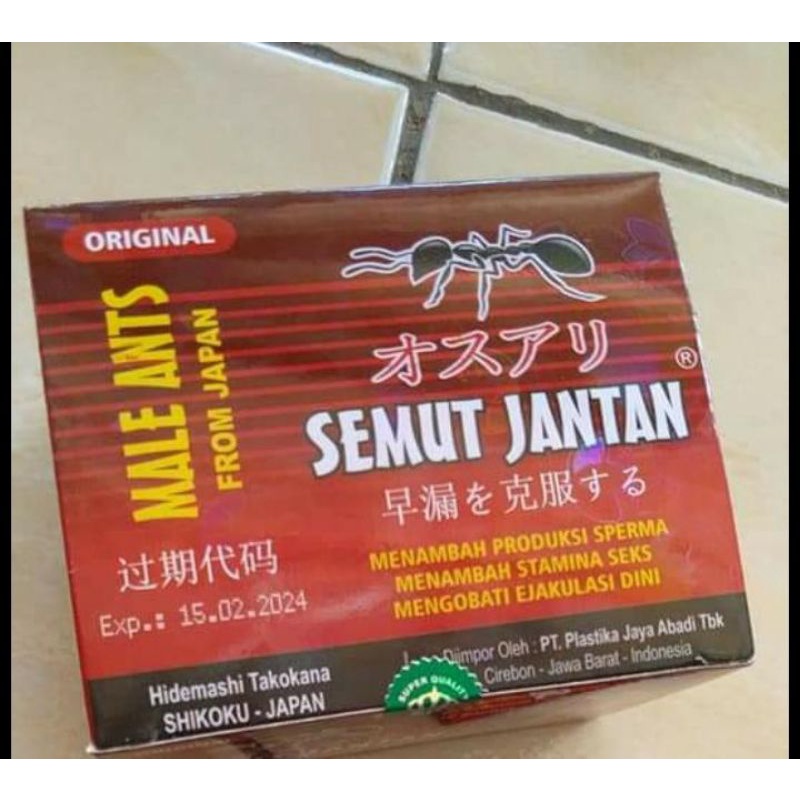 ORIGINAL
MALE ANTS
FROM JAPAN
オスアリ
®
SEMUT JANTAN
早漏を克服する
MENAMBAH PRODUKSI SPERMA
MENAMBAH STAMINA SEKS
MENGOBATI EJAKULASI DINI
过期代码
Exp.: 15.02.2024
Hidemashi Takokana
SHIKOKU - JAPAN
Diimpor Oleh : PT. Plastika Jaya Abadi Tbk
Cirebon - Jawa Barat - Indonesia
SUPER QUALITY